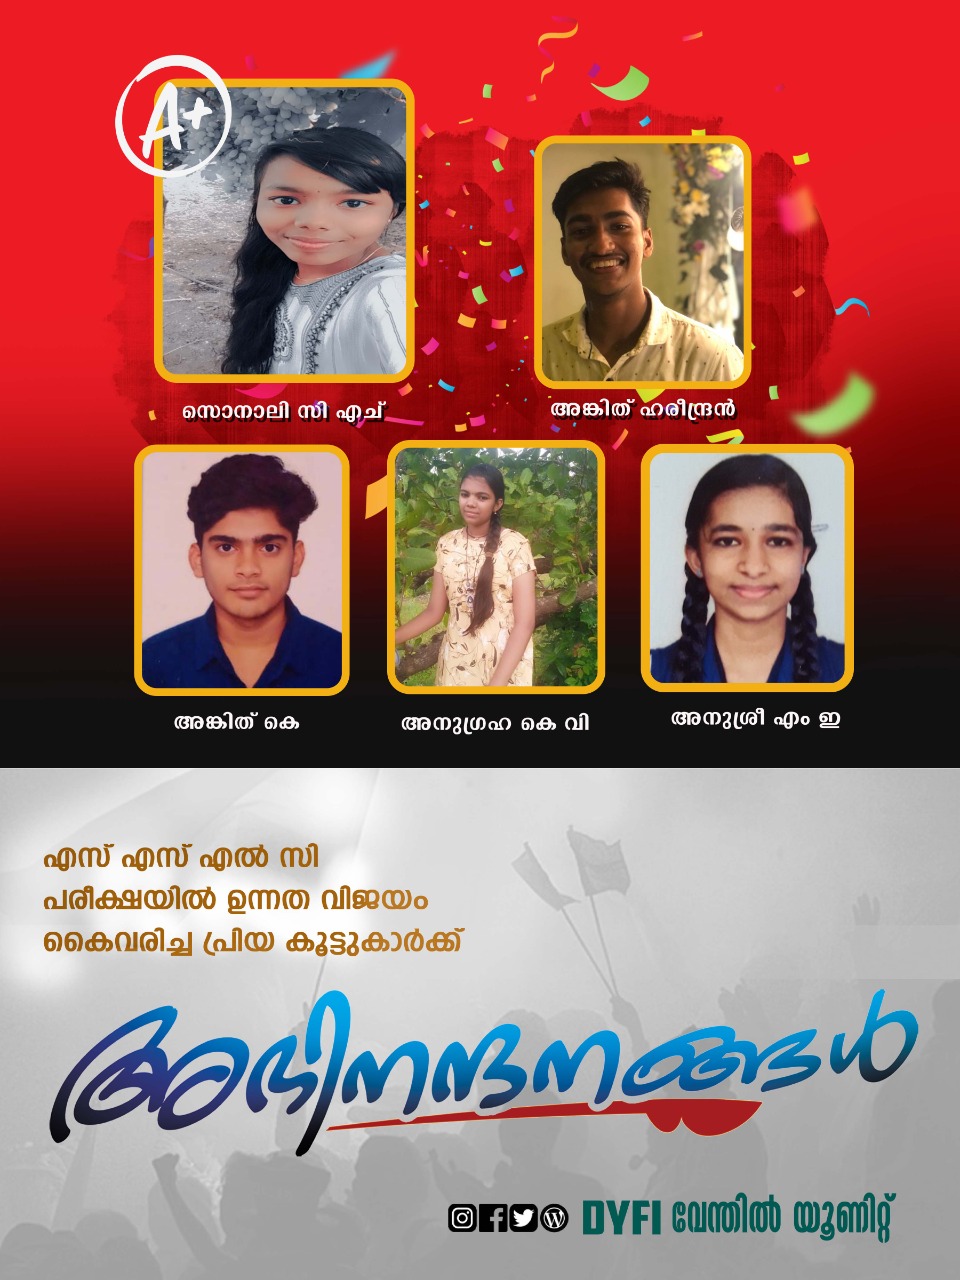 A+
സൊനാലി സി എച്ച്
അങ്കിത് ഹരീന്ദ്രൻ
അങ്കിത് കെ
അനുഗ്രഹ കെ വി
അനുശ്രീ എം ഇ
എസ് എസ് എൽ സി
പരീക്ഷയിൽ ഉന്നത വിജയം
കൈവരിച്ച പ്രിയ കൂട്ടുകാർക്ക്
അഭിനന്ദനങ്ങൾ
DYFI വേന്തിൽ യൂണിറ്റ്